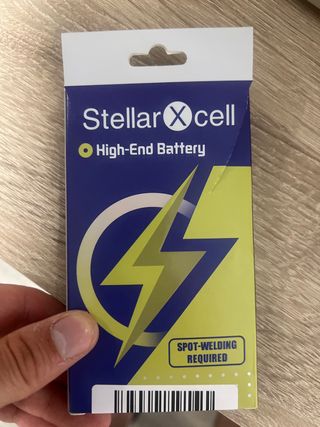 StellarXcell
High-End Battery
SPOT-WELDING
REQUIRED